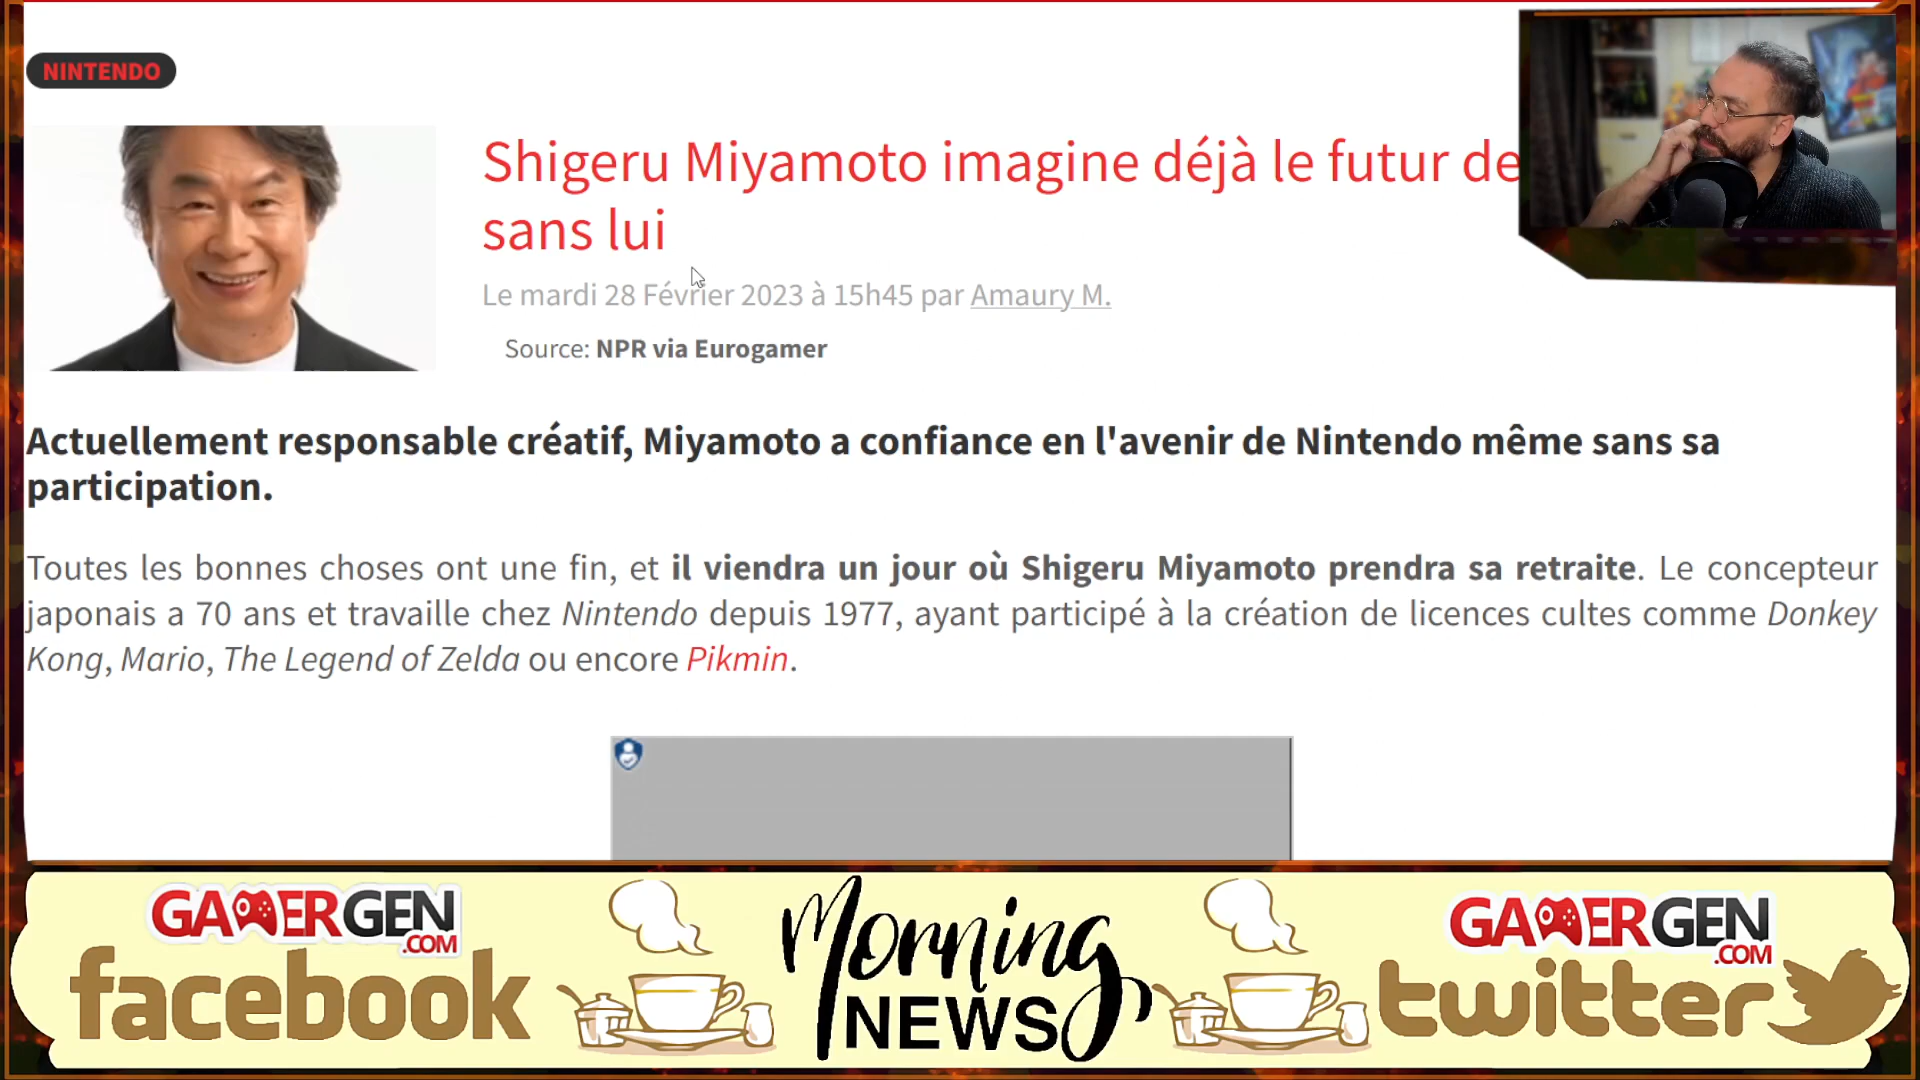 NINTENDO
Shigeru Miyamoto imagine déjà le futur de
sans lui
Le mardi 28 Février 2023 à 15h45 par Amaury M.
Source: NPR via Eurogamer
Actuellement responsable créatif, Miyamoto a confiance en l'avenir de Nintendo même sans sa
participation.
Toutes les bonnes choses ont une fin, et il viendra un jour où Shigeru Miyamoto prendra sa retraite. Le concepteur
japonais a 70 ans et travaille chez Nintendo depuis 1977, ayant participé à la création de licences cultes comme Donkey
Kong, Mario, The Legend of Zelda ou encore Pikmin.
GAMERGEN
.COM
facebook
Morning
NEWS
GAMERGEN
.COM
twitter